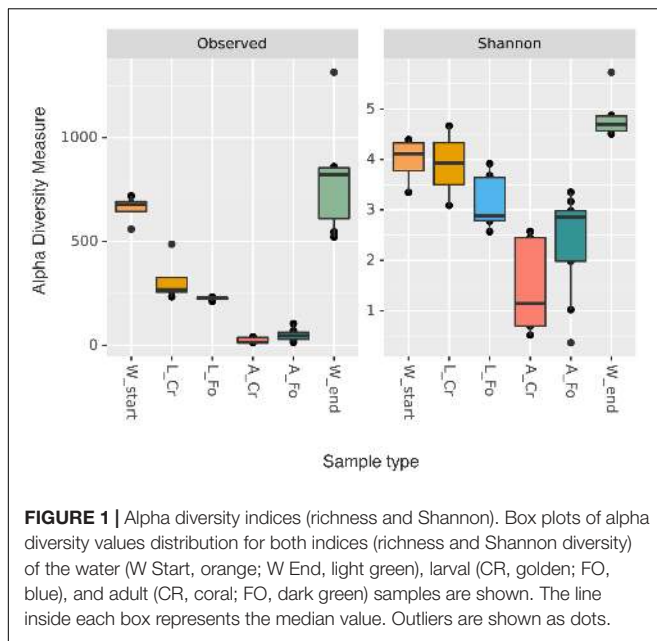 Observed
Shannon
Alpha Diversity Measure
1000
500
0
5
4
3
2
1
W_start
L_Cr
L_Fo
A_Cr
A_Fo
W_end
W_start
L_Cr
L_Fo
A_Cr
A_Fo
W_end
Sample type
FIGURE 1 | Alpha diversity indices (richness and Shannon). Box plots of alpha
diversity values distribution for both indices (richness and Shannon diversity)
of the water (W Start, orange; W End, light green), larval (CR, golden; FO,
blue), and adult (CR, coral; FO, dark green) samples are shown. The line
inside each box represents the median value. Outliers are shown as dots.